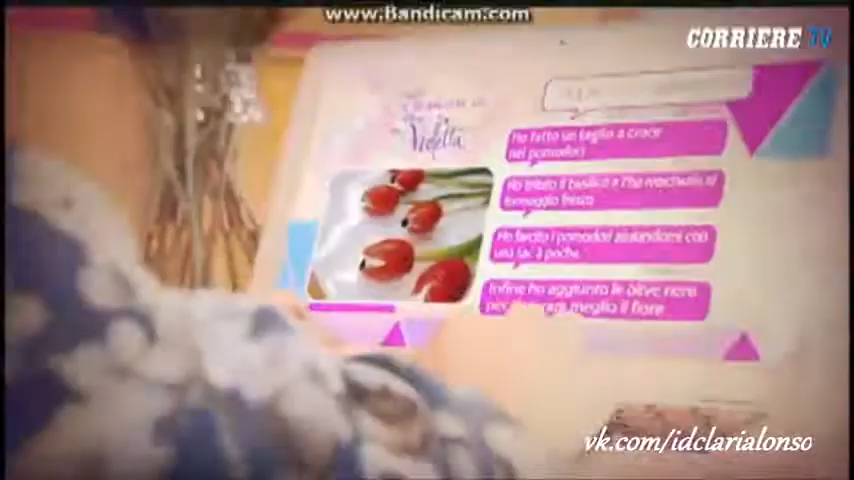 www.Bandicam.com
CORRIERE TV
Violetta
Ho fatto un taglio a croce
nei pomodori
Ho tritato il basilico e l'ho mischiato al
formaggio fresco
Ho farcito i pomodori aiutandomi con
una sac à poche
Infine ho aggiunto le olive nere
meglio il fiore
vk.com/idclarialonso